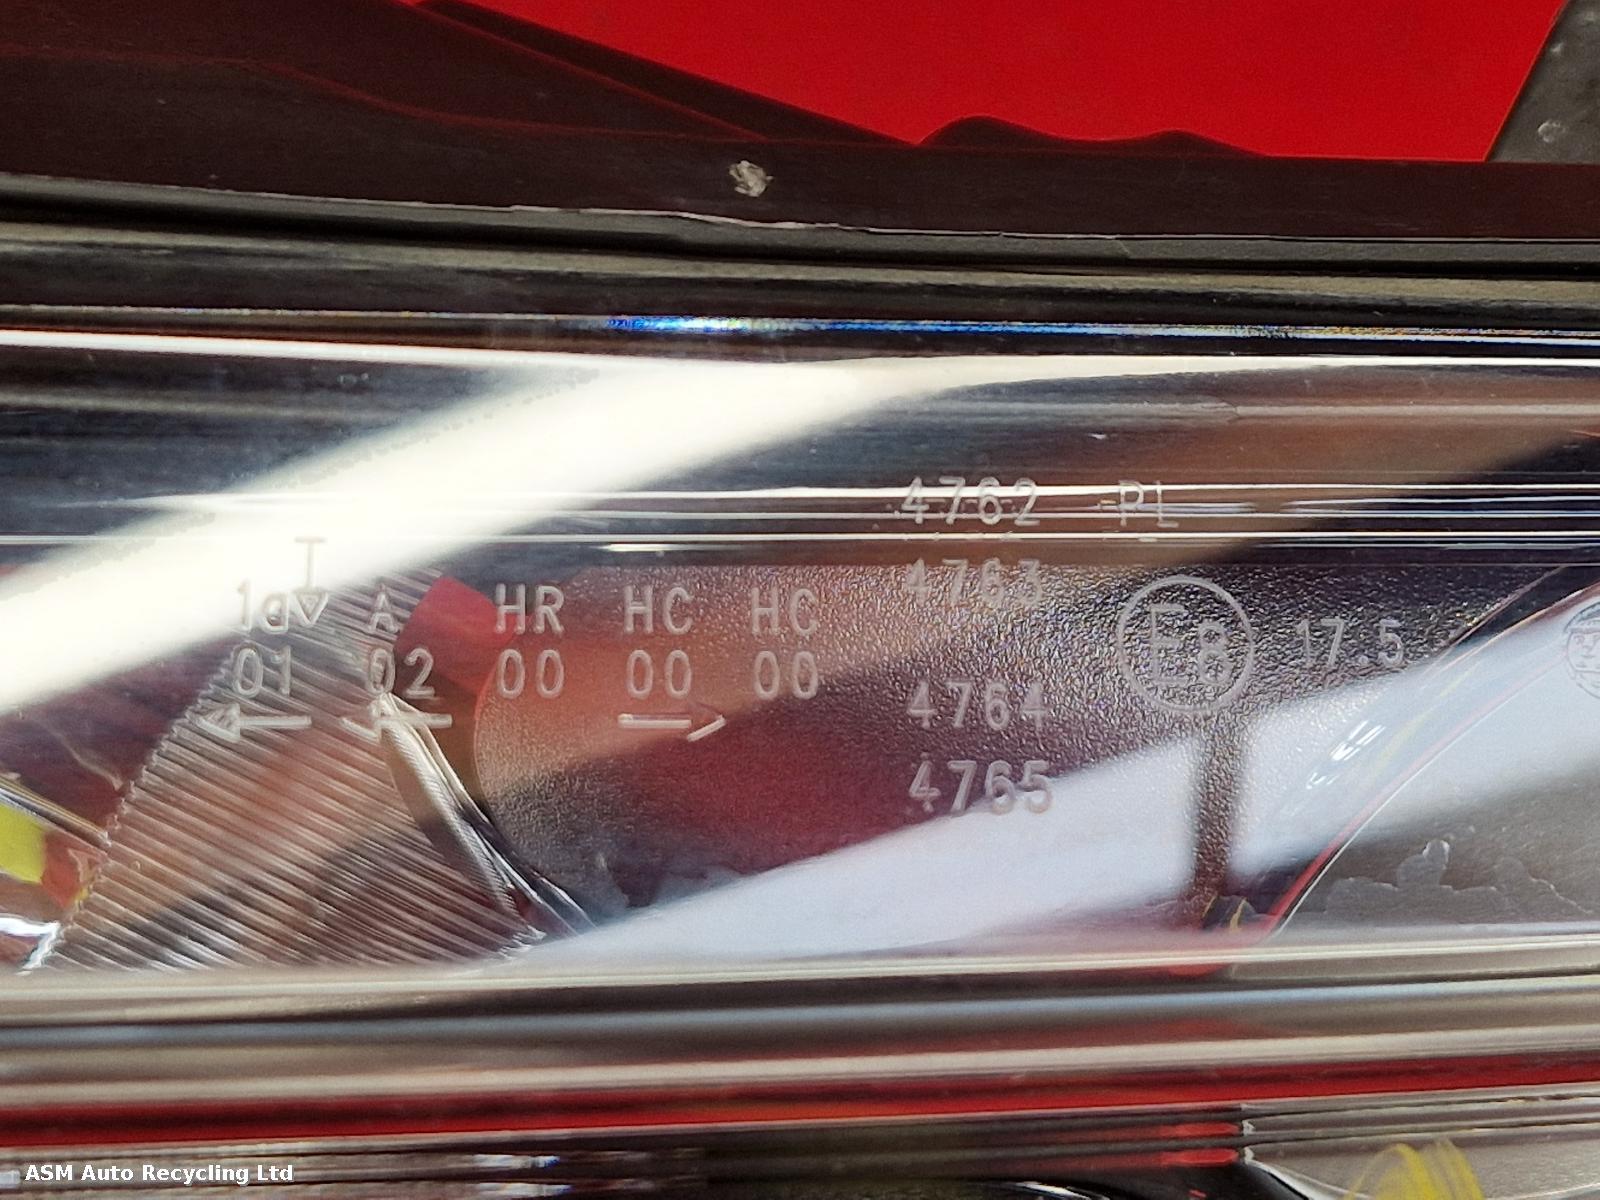 4762 PL
4763
1a A HR HC HC
E8 17.5
01 02 00 00 00
4764
4765
ASM Auto Recycling Ltd